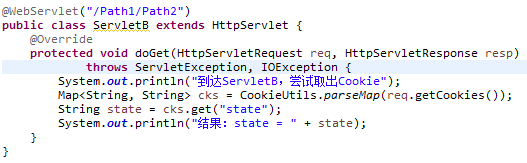 @WebServlet("/Path1/Path2")
public class ServletB extends HttpServlet {
    @Override
    protected void doGet(HttpServletRequest req, HttpServletResponse resp)
            throws ServletException, IOException {
        System.out.println("到达ServletB，尝试取出Cookie");
        Map<String, String> cks = CookieUtils.parseMap(req.getCookies());
        String state = cks.get("state");
        System.out.println("结果：state = " + state);
    }
}